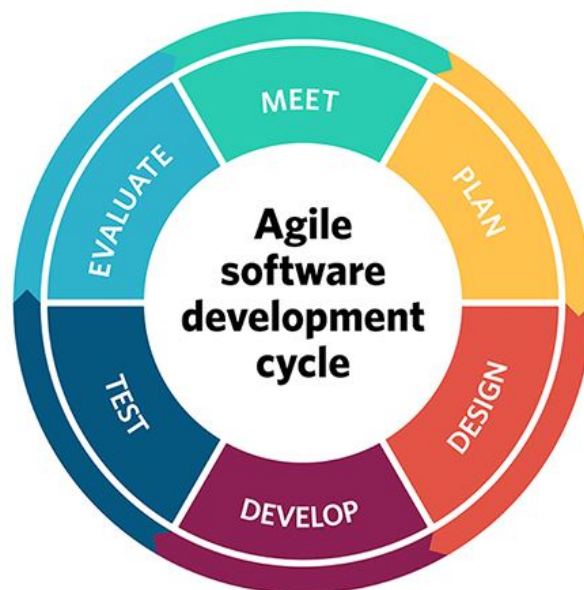 MEET
PLAN
DESIGN
DEVELOP
TEST
EVALUATE
Agile
software
development
cycle